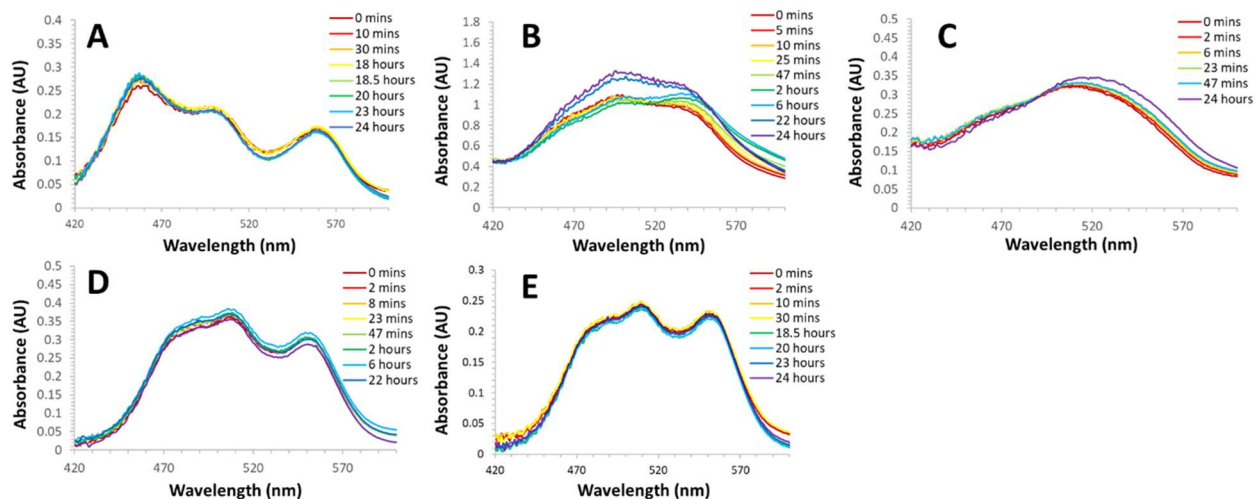 A
Absorbance (AU)
0.4
0.35
0.3
0.25
0.2
0.15
0.1
0.05
0
420
470
520
570
Wavelength (nm)
0 mins
10 mins
30 mins
18 hours
18.5 hours
20 hours
23 hours
24 hours
B
Absorbance (AU)
1.8
1.6
1.4
1.2
1
0.8
0.6
0.4
0.2
0
420
470
520
570
Wavelength (nm)
0 mins
5 mins
10 mins
25 mins
47 mins
2 hours
6 hours
22 hours
24 hours
C
Absorbance (AU)
0.5
0.45
0.4
0.35
0.3
0.25
0.2
0.15
0.1
0.05
0
420
470
520
570
Wavelength (nm)
0 mins
2 mins
6 mins
23 mins
47 mins
24 hours
D
Absorbance (AU)
0.5
0.45
0.4
0.35
0.3
0.25
0.2
0.15
0.1
0.05
0
420
470
520
570
Wavelength (nm)
0 mins
2 mins
8 mins
23 mins
47 mins
2 hours
6 hours
22 hours
E
Absorbance (AU)
0.3
0.25
0.2
0.15
0.1
0.05
0
420
470
520
570
Wavelength (nm)
0 mins
2 mins
10 mins
30 mins
18.5 hours
20 hours
23 hours
24 hours